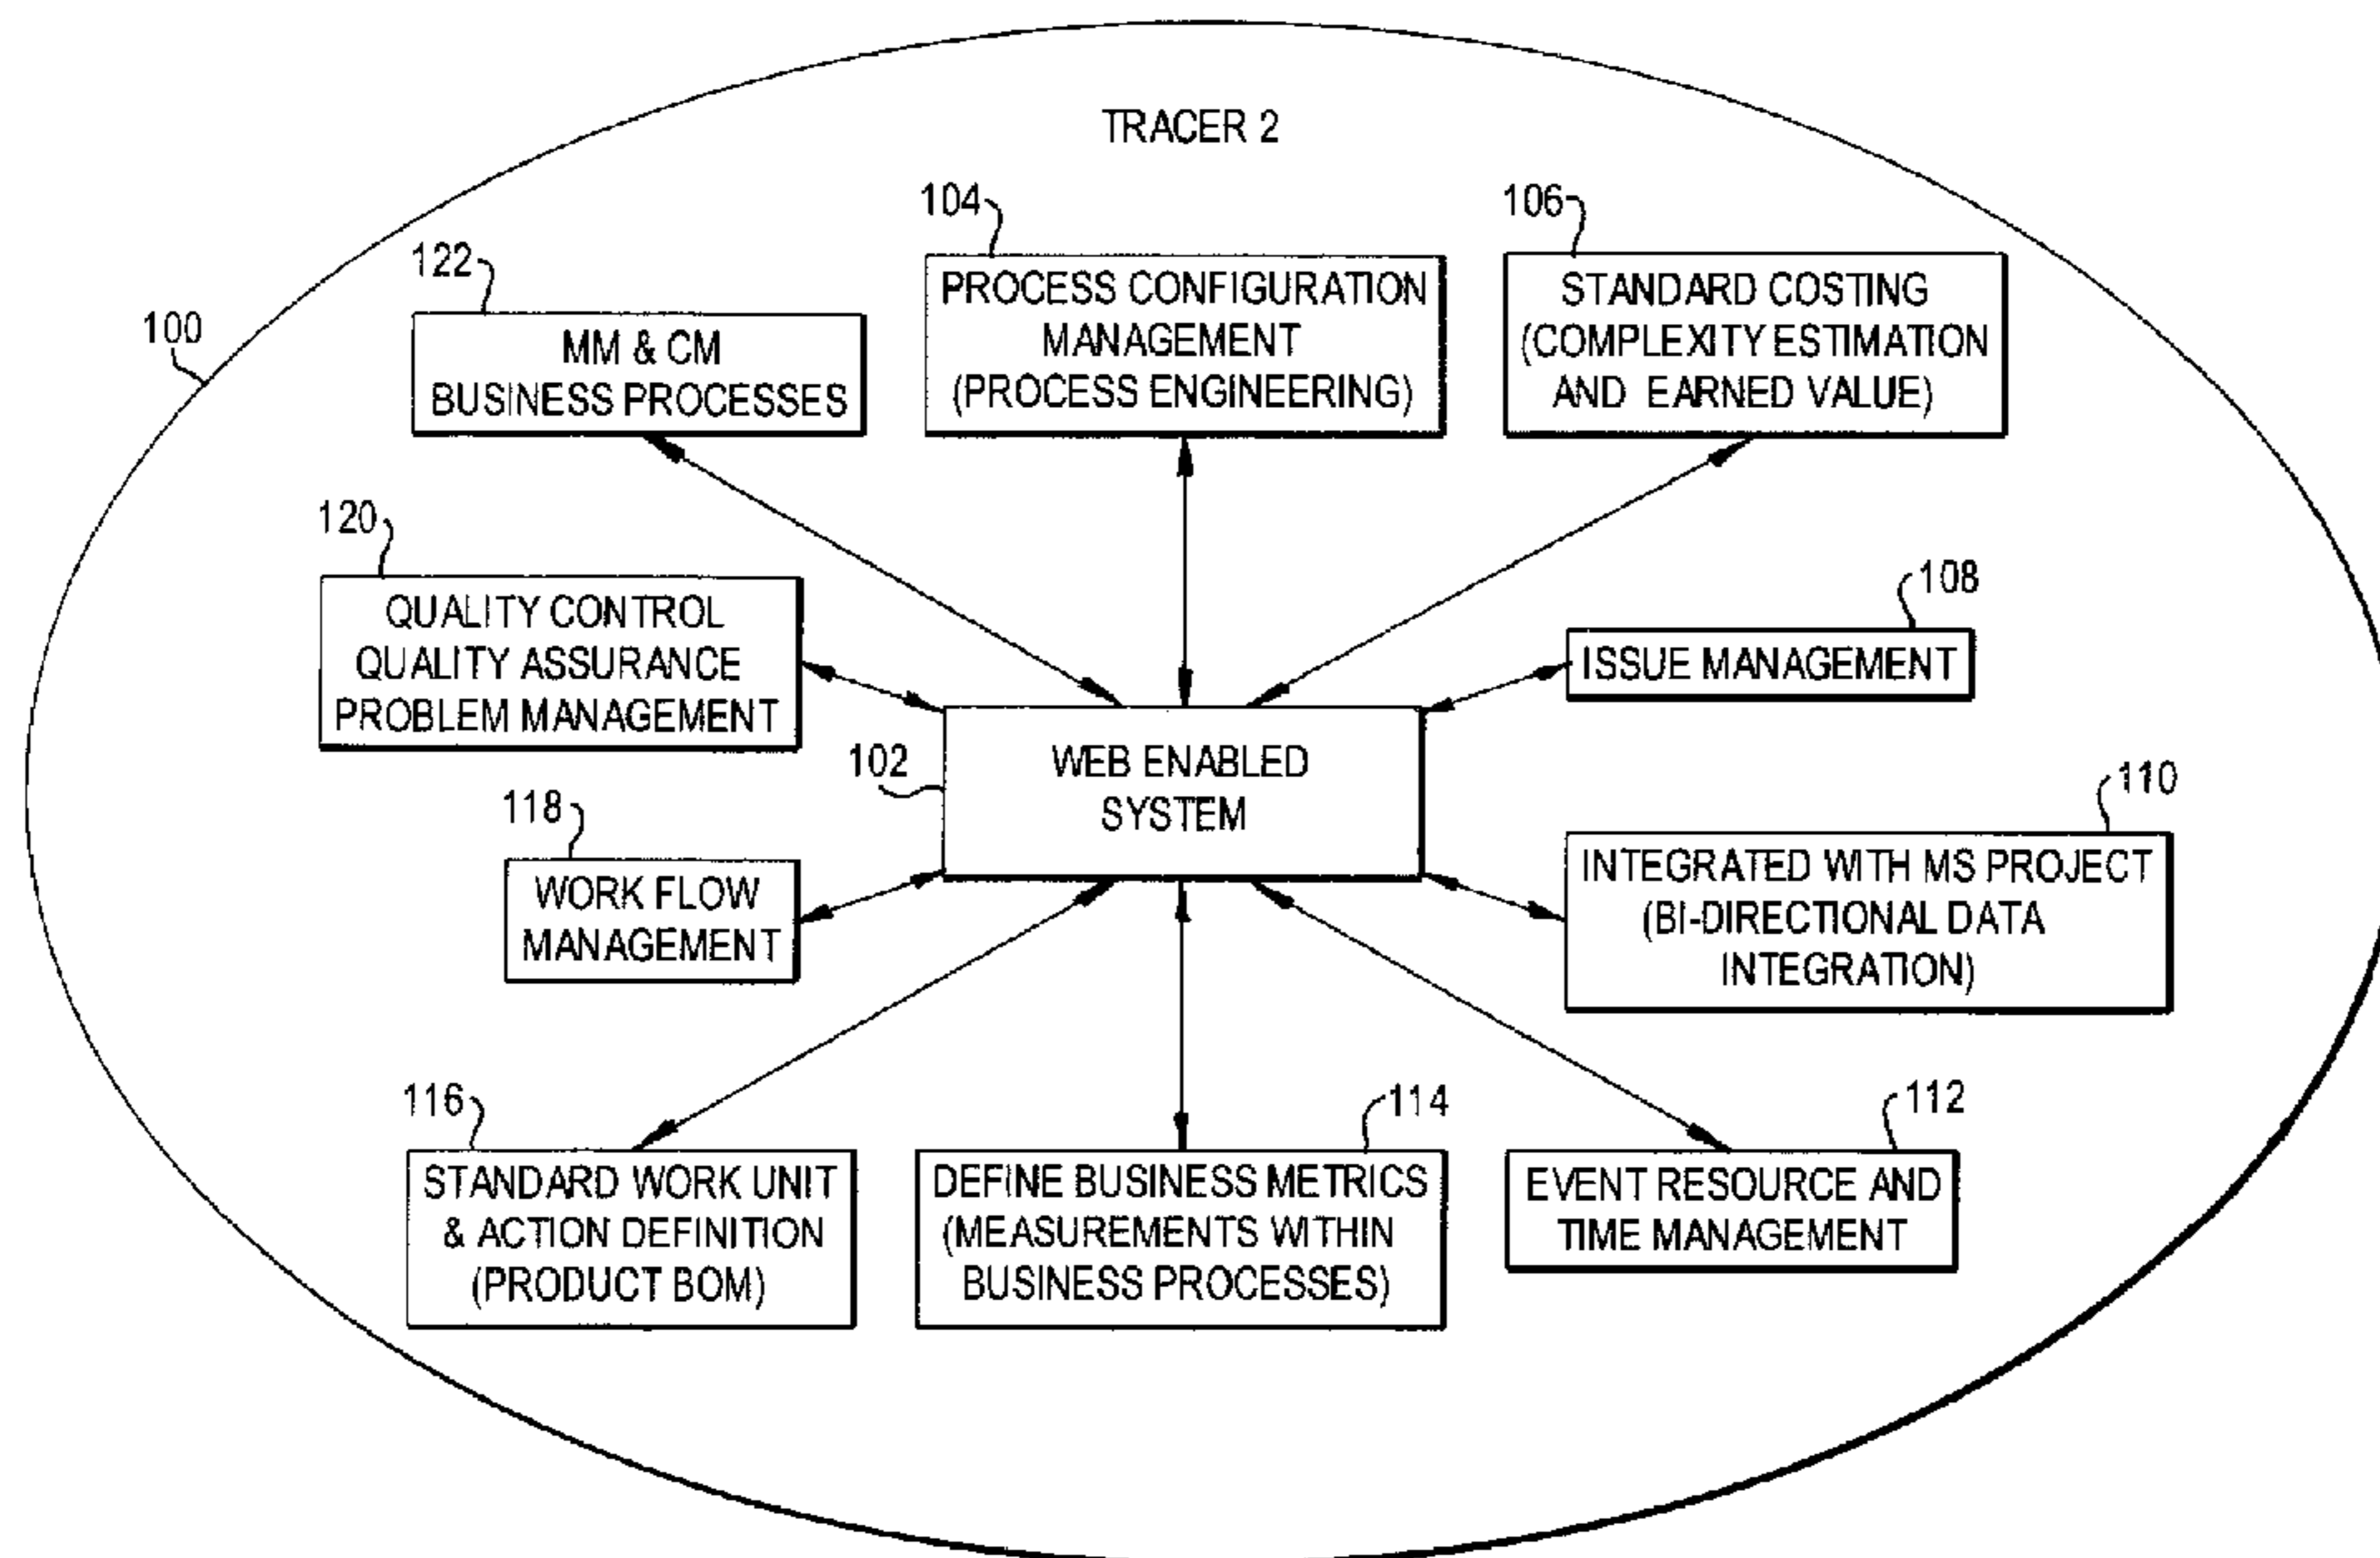 TRACER 2
104
106
122
PROCESS CONFIGURATION
MANAGEMENT
(PROCESS ENGINEERING)
STANDARD COSTING
(COMPLEXITY ESTIMATION
AND EARNED VALUE)
MM & CM
BUSINESS PROCESSES
100
120
QUALITY CONTROL
QUALITY ASSURANCE
PROBLEM MANAGEMENT
108
ISSUE MANAGEMENT
102
WEB ENABLED
SYSTEM
118
WORK FLOW
MANAGEMENT
110
INTEGRATED WITH MS PROJECT
(BI-DIRECTIONAL DATA
INTEGRATION)
116
STANDARD WORK UNIT
& ACTION DEFINITION
(PRODUCT BOM)
114
DEFINE BUSINESS METRICS
(MEASUREMENTS WITHIN
BUSINESS PROCESSES)
112
EVENT RESOURCE AND
TIME MANAGEMENT